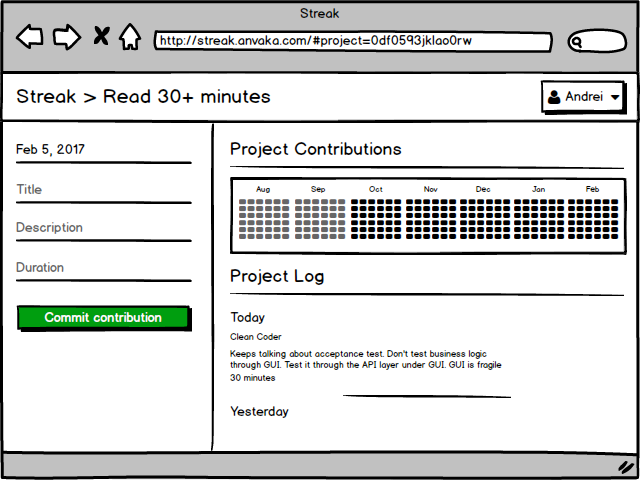 Streak
http://streak.anvaka.com/#project=0df0593jklao0rw
Streak > Read 30+ minutes
Andrei
Feb 5, 2017
Title
Description
Duration
Commit contribution
Project Contributions
Aug Sep Oct Nov Dec Jan Feb
Project Log
Today
Clean Coder
Keeps talking about acceptance test. Don't test business logic
through GUI. Test it through the API layer under GUI. GUI is fragile
30 minutes
Yesterday